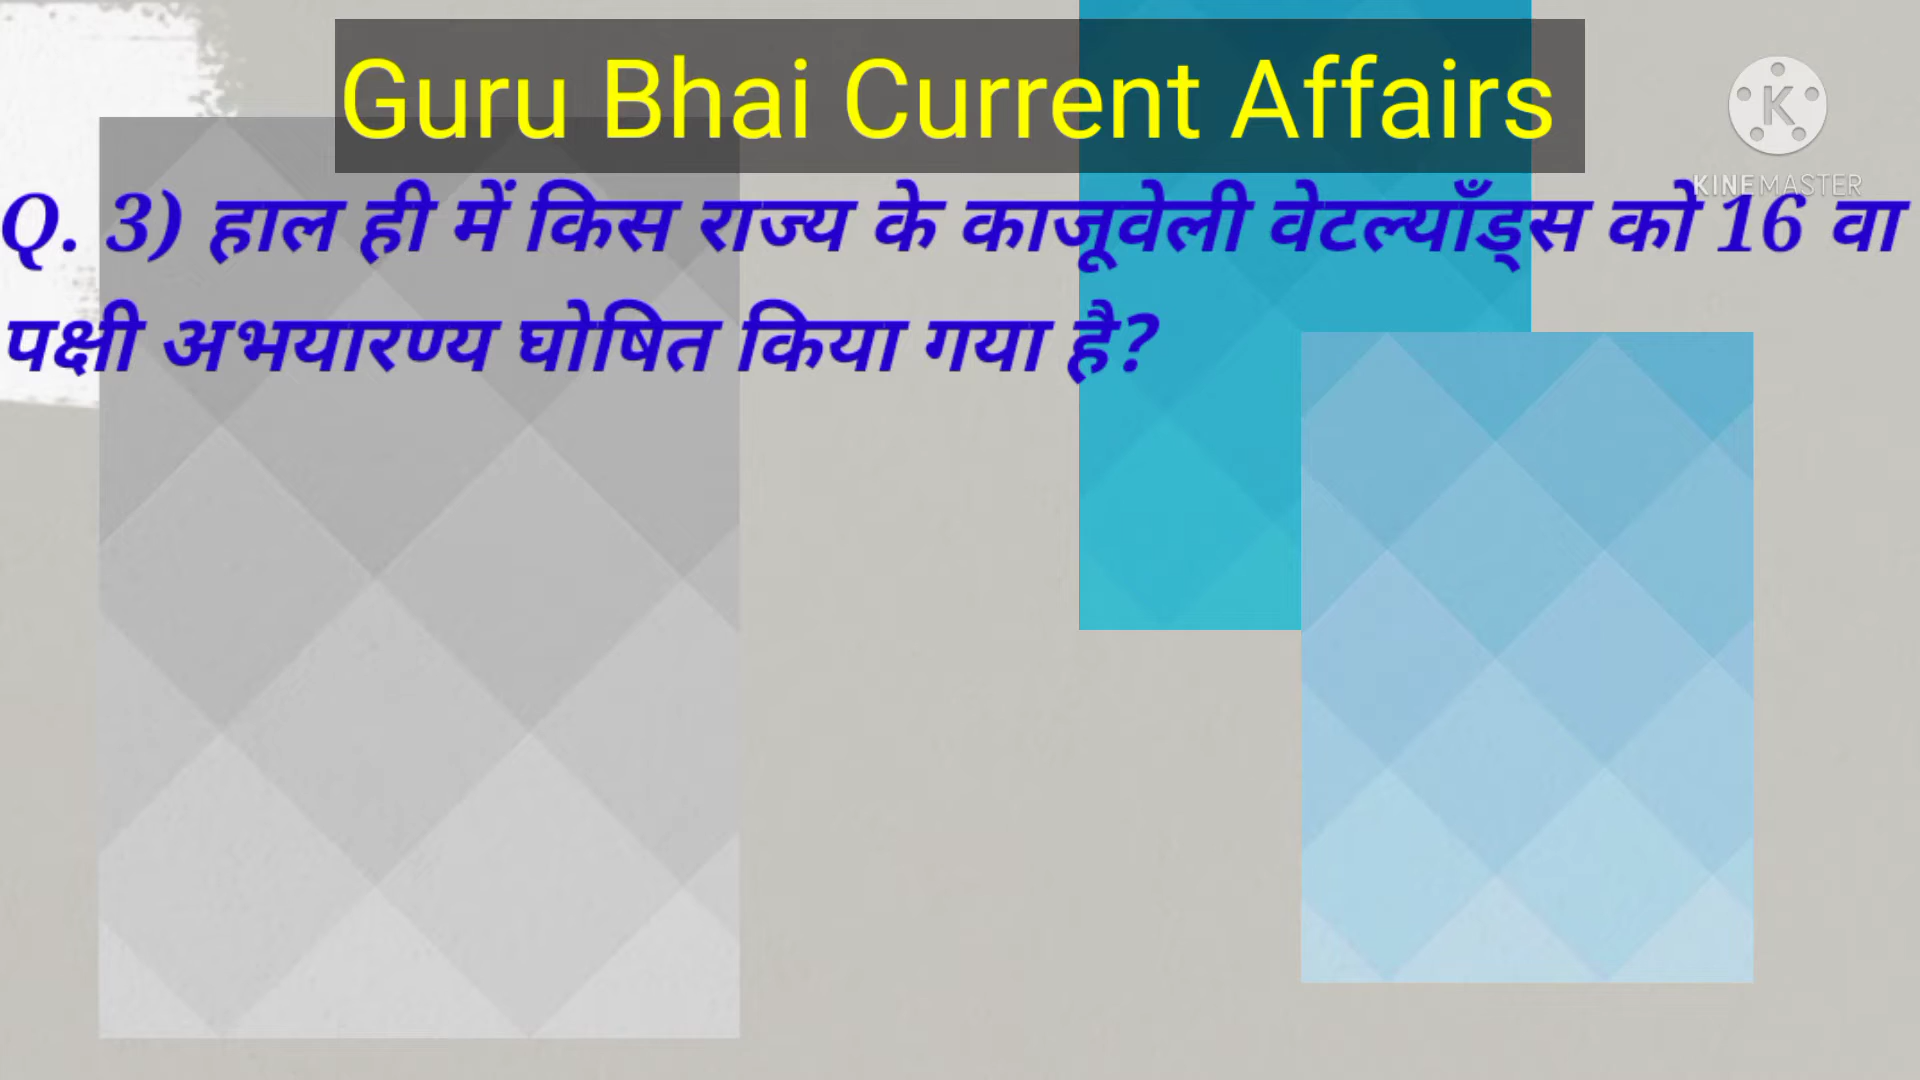 Guru Bhai Current Affairs
KINEMASTER
Q. 3) हाल ही में किस राज्य के काजूवेली वेटल्याँड्स को 16 वा
पक्षी अभयारण्य घोषित किया गया है?